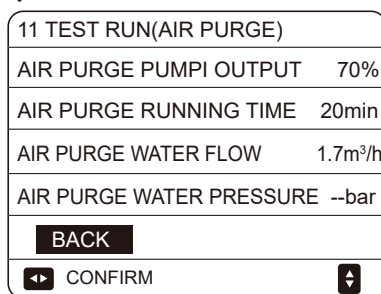 11 TEST RUN(AIR PURGE)
AIR PURGE PUMPI OUTPUT 70%
AIR PURGE RUNNING TIME 20min
AIR PURGE WATER FLOW 1.7m³/h
AIR PURGE WATER PRESSURE --bar
BACK
CONFIRM